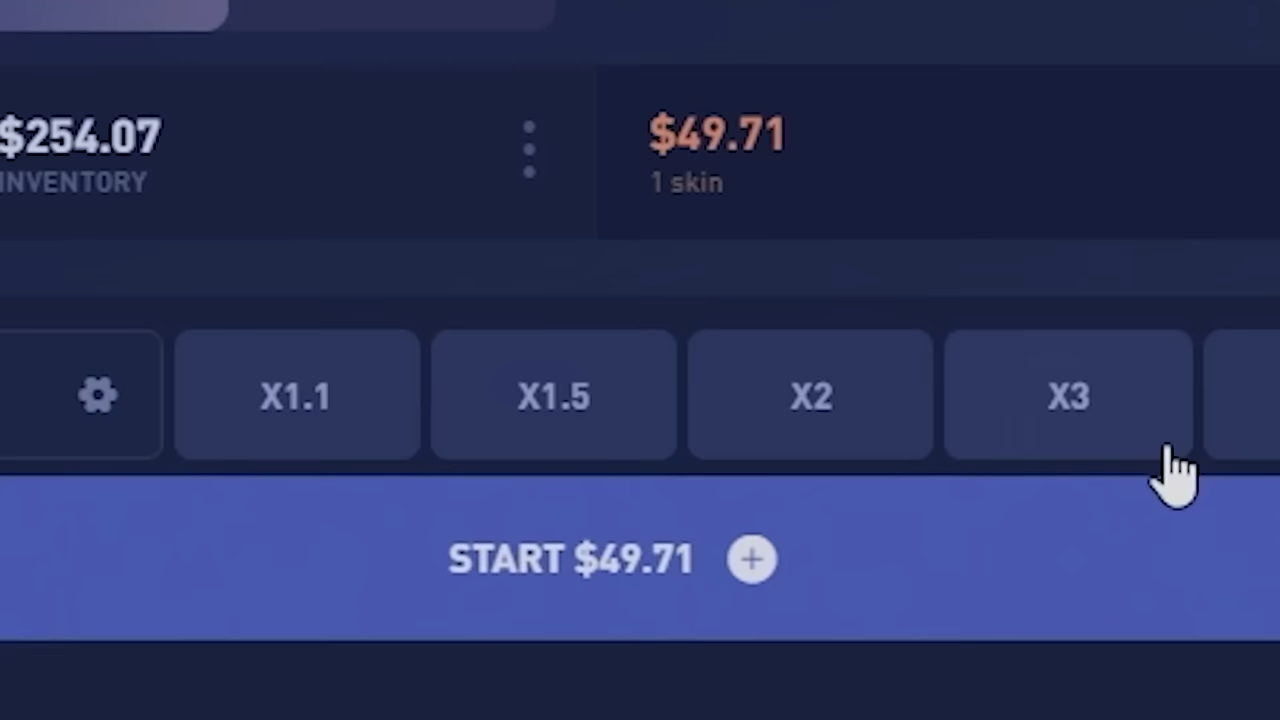 $254.07
INVENTORY
$49.71
1 skin
X1.1
X1.5
X2
X3
START $49.71